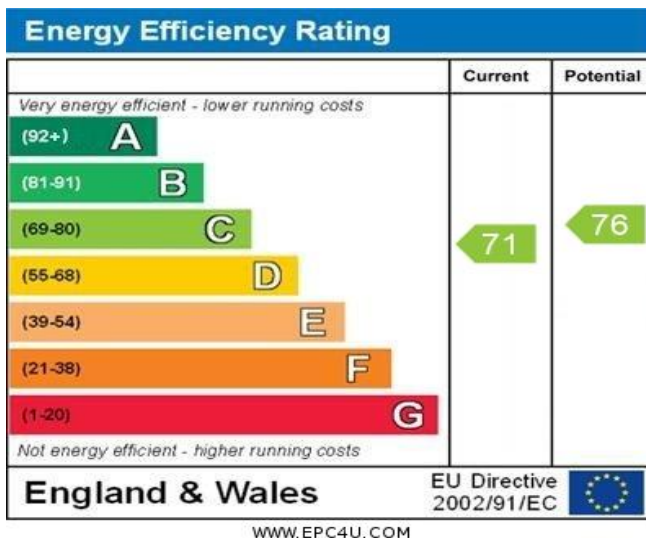 Energy Efficiency Rating
Current Potential
Very energy efficient - lower running costs
(92+) A
(81-91) B
(69-80) C
(55-68) D
(39-54) E
(21-38) F
(1-20) G
71
76
Not energy efficient - higher running costs
England & Wales
EU Directive
2002/91/EC
WWW.EPC4U.COM